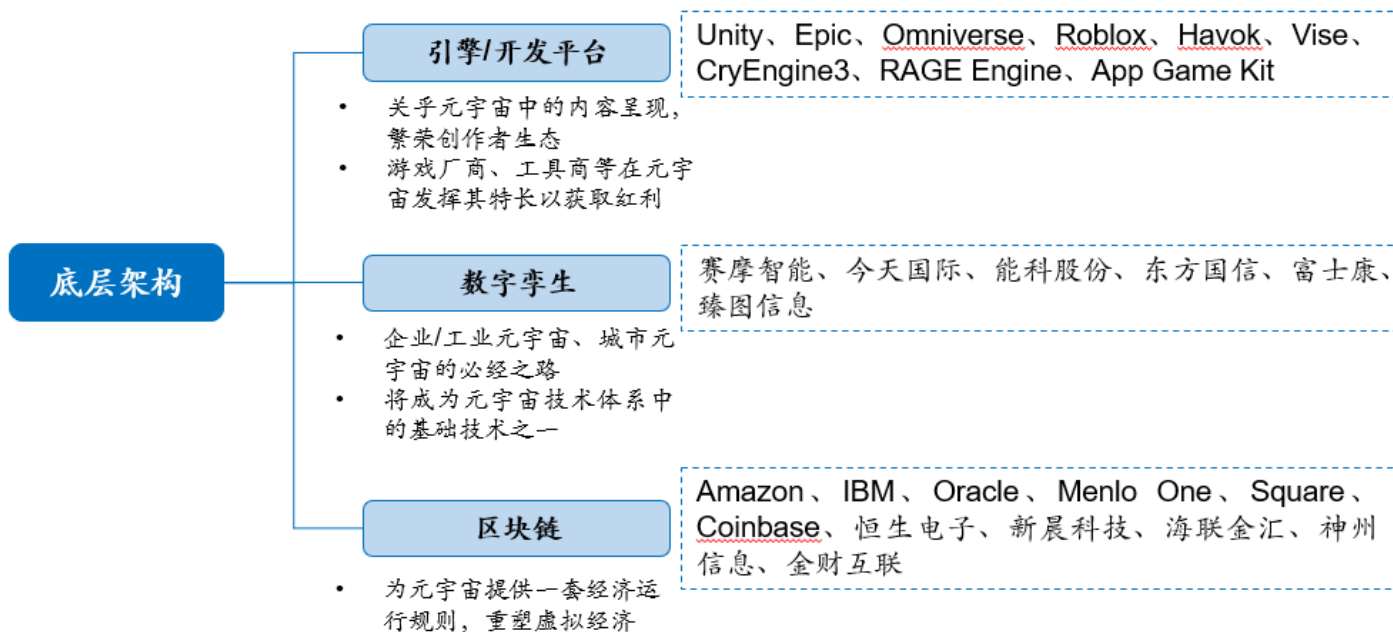 底层架构
引擎/开发平台
Unity、Epic、Omniverse、Roblox、Havok、Vise、
CryEngine3、RAGE Engine、App Game Kit
• 关乎元宇宙中的内容呈现，
繁荣创作者生态
• 游戏厂商、工具商等在元宇
宙发挥其特长以获取红利
数字孪生
赛摩智能、今天国际、能科股份、东方国信、富士康、
臻图信息
• 企业/工业元宇宙、城市元
宇宙的必经之路
• 将成为元宇宙技术体系中
的基础技术之一
区块链
Amazon、IBM、Oracle、Menlo One、Square、
Coinbase、恒生电子、新晨科技、海联金汇、神州
信息、金财互联
• 为元宇宙提供一套经济运
行规则，重塑虚拟经济